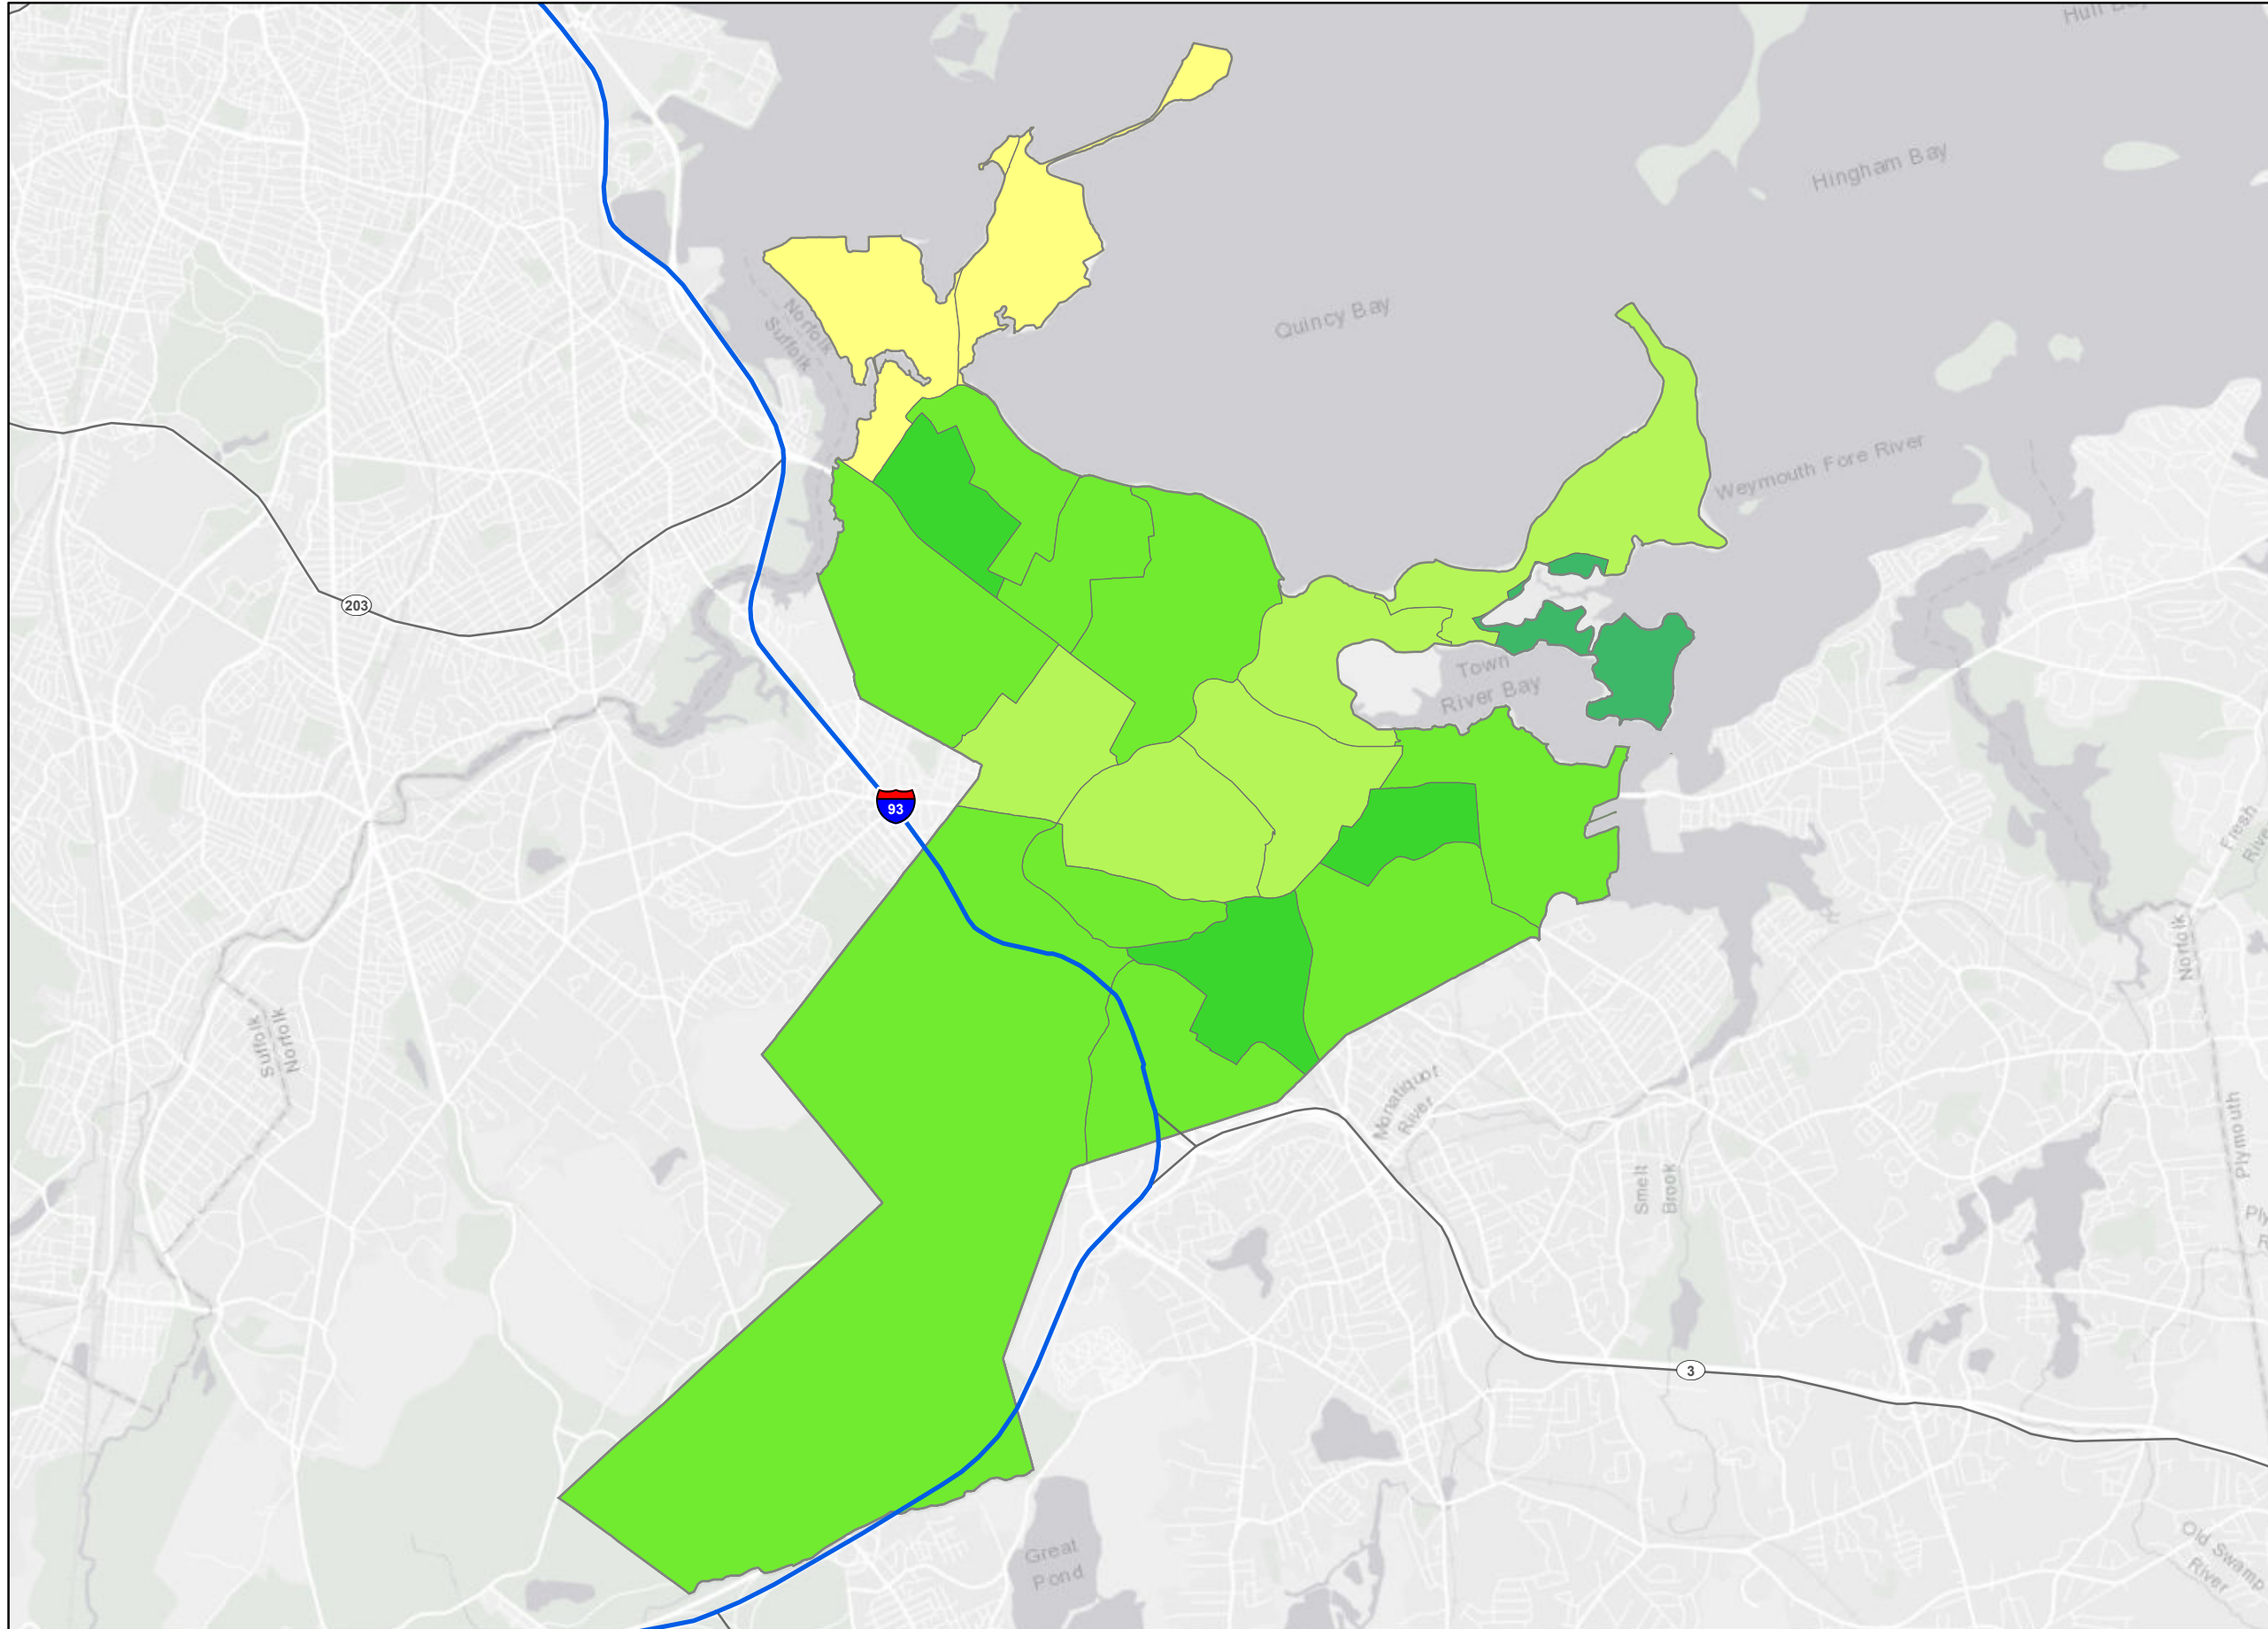 Hingham Bay
Quincy Bay
Norfolk
Suffolk
Weymouth Fore River
203
Town
River Bay
93
Fresh
Norfolk
Suffolk
Norfolk
Monatiquot
River
Plymouth
Smelt
Brook
3
Great
Pond
Old Swamp
River